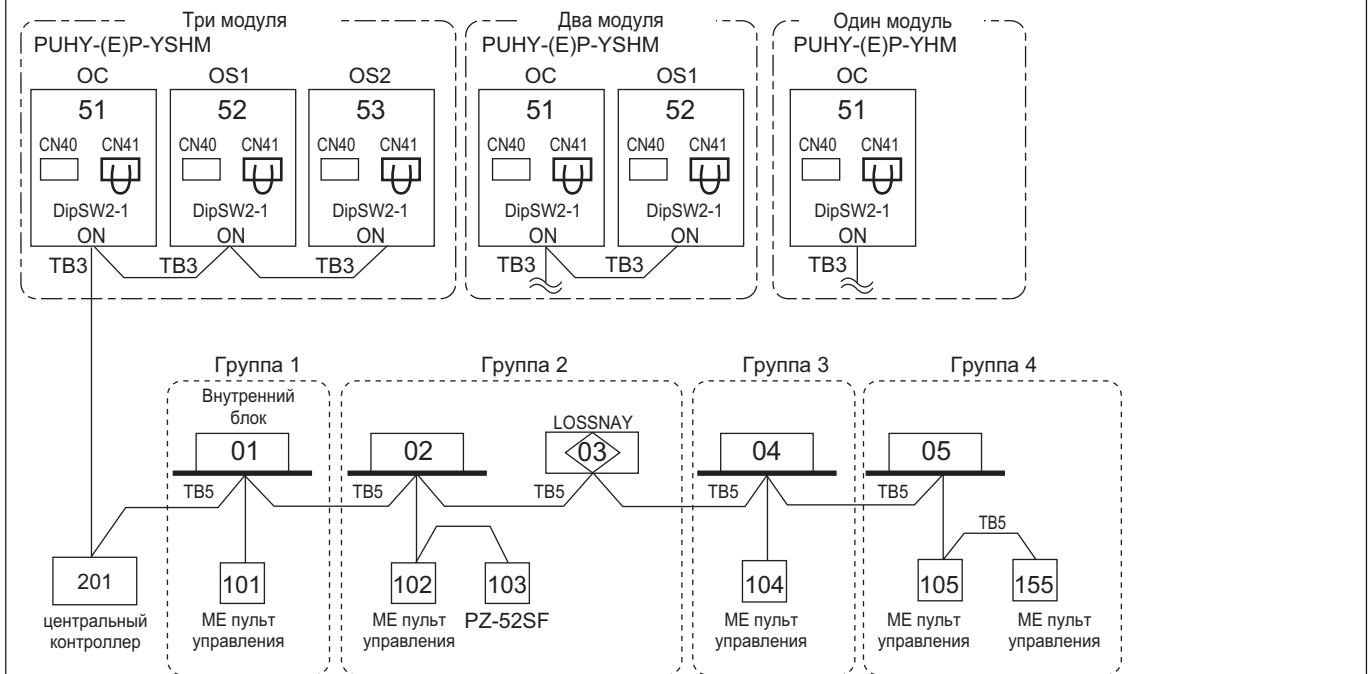 Три модуля
PUHY-(E)P-YSHM
OC OS1 OS2
51 52 53
CN40 CN41 CN40 CN41 CN40 CN41
DipSW2-1 DipSW2-1 DipSW2-1
ON ON ON
TB3 TB3 TB3
Два модуля
PUHY-(E)P-YSHM
OC OS1
51 52
CN40 CN41 CN40 CN41
DipSW2-1 DipSW2-1
ON ON
TB3 TB3
Один модуль
PUHY-(E)P-YHM
OC
51
CN40 CN41
DipSW2-1
ON
TB3
201
центральный
контроллер
Группа 1
Внутренний
блок
01
TB5
101
МЕ пульт
управления
Группа 2
LOSSNAY
02 03
TB5 TB5
102 103
МЕ пульт PZ-52SF
управления
Группа 3
04
TB5
104
МЕ пульт
управления
Группа 4
05
TB5
TB5
105 155
МЕ пульт МЕ пульт
управления управления